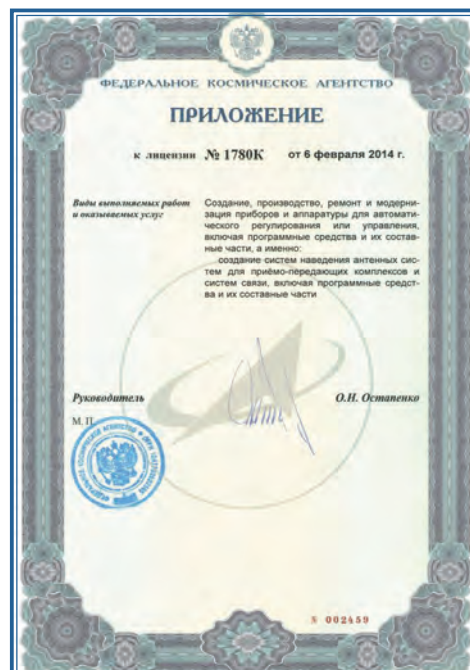 ФЕДЕРАЛЬНОЕ КОСМИЧЕСКОЕ АГЕНТСТВО
ПРИЛОЖЕНИЕ
к лицензии № 1780К от 6 февраля 2014 г.
Виды выполняемых работ
и оказываемых услуг
Создание, производство, ремонт и модерни-
зация приборов и аппаратуры для автомати-
ческого регулирования или управления,
включая программные средства и их состав-
ные части, а именно:
создание систем наведения антенных сис-
тем для приёмо-передающих комплексов и
систем связи, включая программные средст-
ва и их составные части
Руководитель
О.Н. Остапенко
М. П.
№ 002459